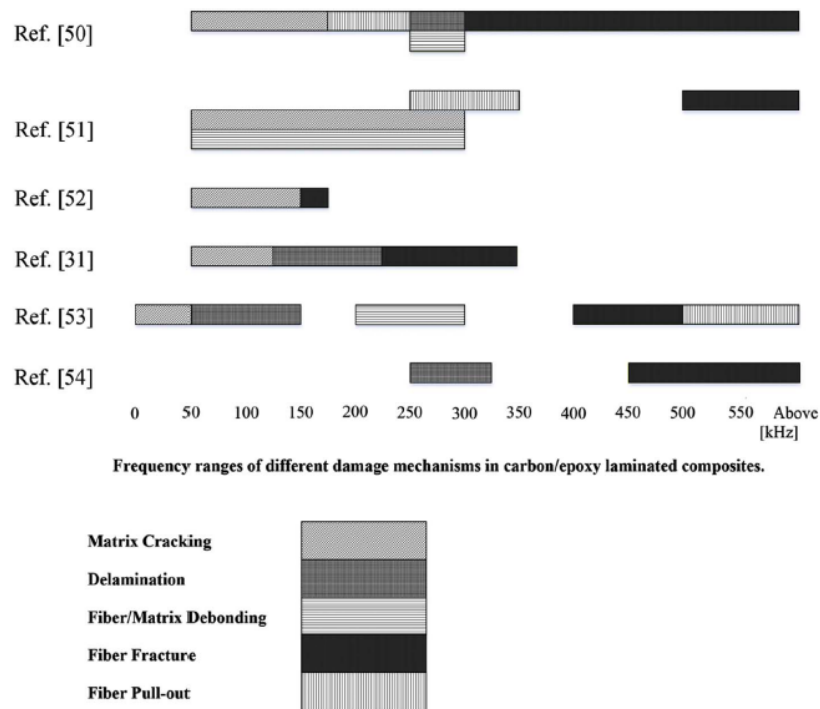 Ref. [50]
Ref. [51]
Ref. [52]
Ref. [31]
Ref. [53]
Ref. [54]
0 50 100 150 200 250 300 350 400 450 500 550 Above
[kHz]
Frequency ranges of different damage mechanisms in carbon/epoxy laminated composites.
Matrix Cracking
Delamination
Fiber/Matrix Debonding
Fiber Fracture
Fiber Pull-out